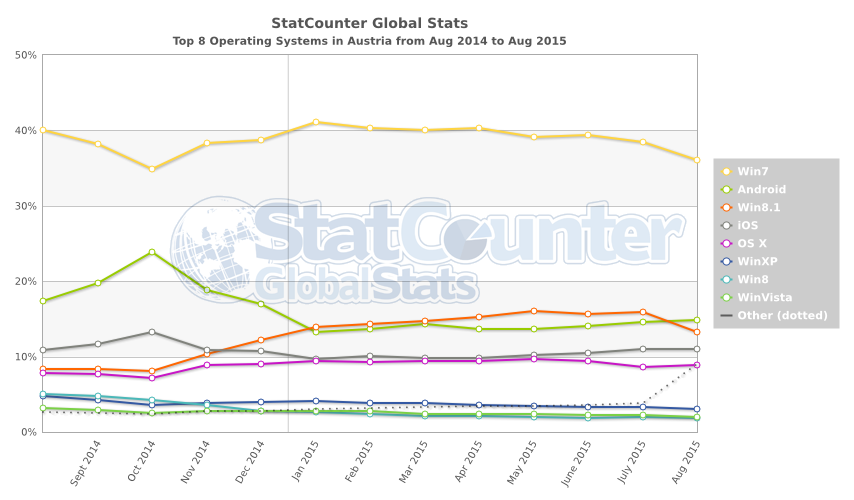 StatCounter Global Stats
Top 8 Operating Systems in Austria from Aug 2014 to Aug 2015
50%
40%
30%
20%
10%
0%
StatCounter
GlobalStats
Win7
Android
Win8.1
iOS
OS X
WinXP
Win8
WinVista
Other (dotted)
Sept 2014
Oct 2014
Nov 2014
Dec 2014
Jan 2015
Feb 2015
Mar 2015
Apr 2015
May 2015
June 2015
July 2015
Aug 2015